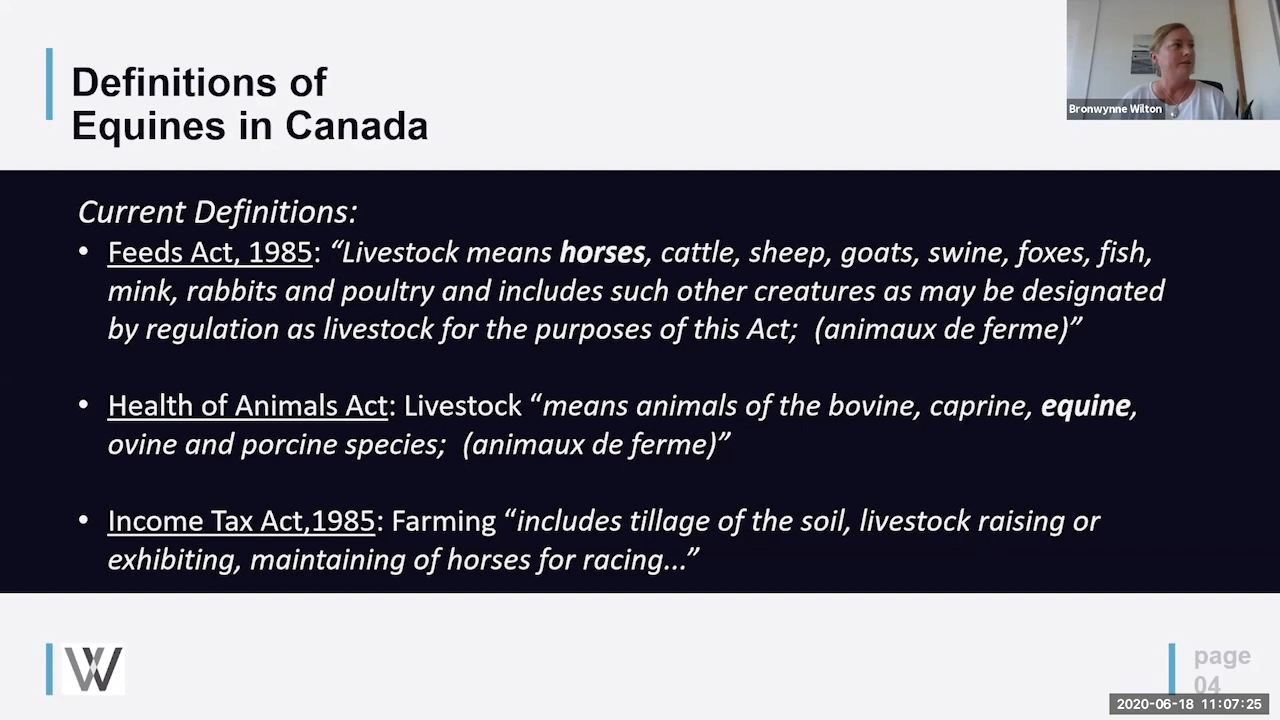 Definitions of
Equines in Canada
Bronwynne Wilton
Current Definitions:
• Feeds Act, 1985: “Livestock means horses, cattle, sheep, goats, swine, foxes, fish,
mink, rabbits and poultry and includes such other creatures as may be designated
by regulation as livestock for the purposes of this Act; (animaux de ferme)”
• Health of Animals Act: Livestock “means animals of the bovine, caprine, equine,
ovine and porcine species; (animaux de ferme)”
• Income Tax Act,1985: Farming “includes tillage of the soil, livestock raising or
exhibiting, maintaining of horses for racing...”
W
page
04
2020-06-18 11:07:25